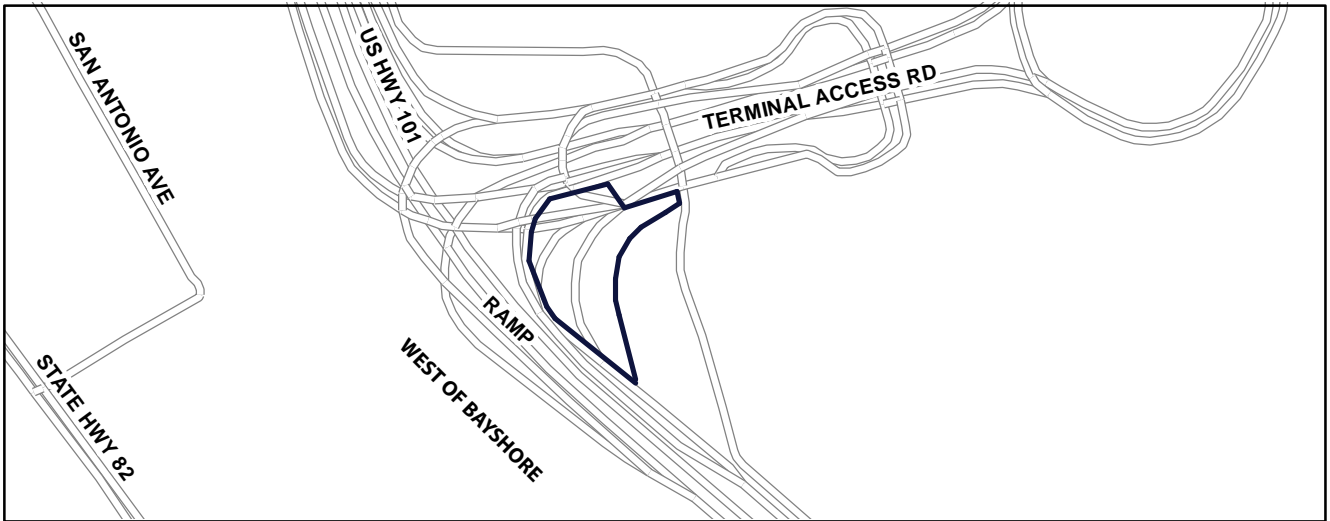 SAN ANTONIO AVE
US HWY 101
TERMINAL ACCESS RD
RAMP
WEST OF BAYSHORE
STATE HWY 82